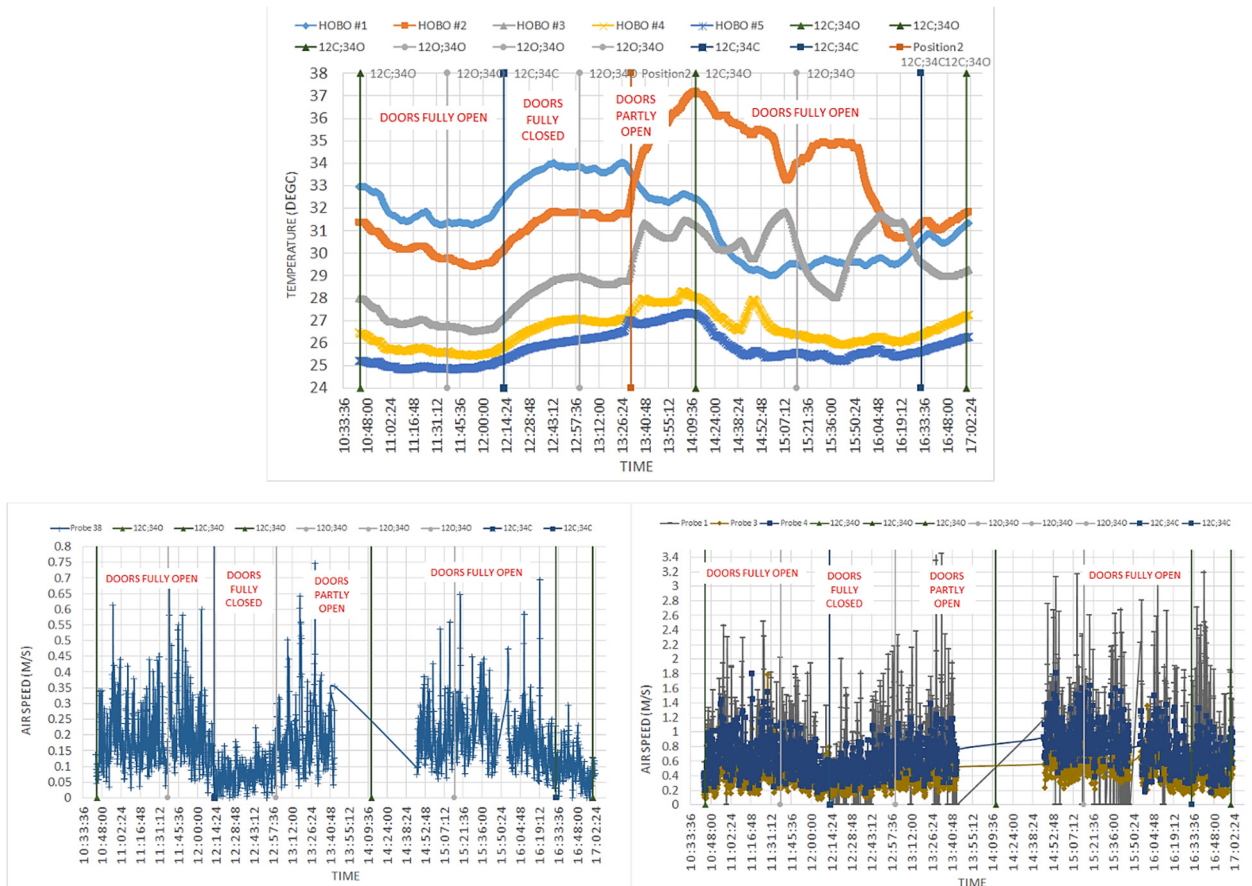 HOBO #1 HOBO #2 HOBO #3 HOBO #4 HOBO #5 12C;34O 12C;34O
12C;34O 12O;34O 12O;34O 12O;34O 12C;34C 12C;34C Position2
12C;34O 12O;34O 12C;34C 12O;34O Position2 12C;34O 12O;34O 12C;34C 12C;34O
38
37
36
35
34
33
32
31
30
29
28
27
26
25
24
TEMPERATURE (DEGC)
DOORS FULLY OPEN
DOORS
FULLY
CLOSED
DOORS
PARTLY
OPEN
DOORS FULLY OPEN
10:33:36 10:48:00 11:02:24 11:16:48 11:31:12 11:45:36 12:00:00 12:14:24 12:28:48 12:43:12 12:57:36 13:12:00 13:26:24 13:40:48 13:55:12 14:09:36 14:24:00 14:38:24 14:52:48 15:07:12 15:21:36 15:36:00 15:50:24 16:04:48 16:19:12 16:33:36 16:48:00 17:02:24
TIME
Probe 38 12C;34O 12C;34O 12C;34O 12O;34O 12O;34O 12O;34O 12C;34C 12C;34C
0.8
0.75
0.7
0.65
0.6
0.55
0.5
0.45
0.4
0.35
0.3
0.25
0.2
0.15
0.1
0.05
0
AIR SPEED (M/S)
DOORS FULLY OPEN
DOORS
FULLY
CLOSED
DOORS
PARTLY
OPEN
DOORS FULLY OPEN
10:33:36 10:48:00 11:02:24 11:16:48 11:31:12 11:45:36 12:00:00 12:14:24 12:28:48 12:43:12 12:57:36 13:12:00 13:26:24 13:40:48 13:55:12 14:09:36 14:24:00 14:38:24 14:52:48 15:07:12 15:21:36 15:36:00 15:50:24 16:04:48 16:19:12 16:33:36 16:48:00 17:02:24
TIME
Probe 1 Probe 3 Probe 4 12C;34O 12C;34O 12C;34O 12O;34O 12O;34O 12O;34O 12C;34C 12C;34C
3.4
3.2
3
2.8
2.6
2.4
2.2
2
1.8
1.6
1.4
1.2
1
0.8
0.6
0.4
0.2
0
AIRSPEED (M/S)
DOORS FULLY OPEN
DOORS
FULLY
CLOSED
DOORS
PARTLY
OPEN
DOORS FULLY OPEN
10:33:36 10:48:00 11:02:24 11:16:48 11:31:12 11:45:36 12:00:00 12:14:24 12:28:48 12:43:12 12:57:36 13:12:00 13:26:24 13:40:48 13:55:12 14:09:36 14:24:00 14:38:24 14:52:48 15:07:12 15:21:36 15:36:00 15:50:24 16:04:48 16:19:12 16:33:36 16:48:00 17:02:24
TIME